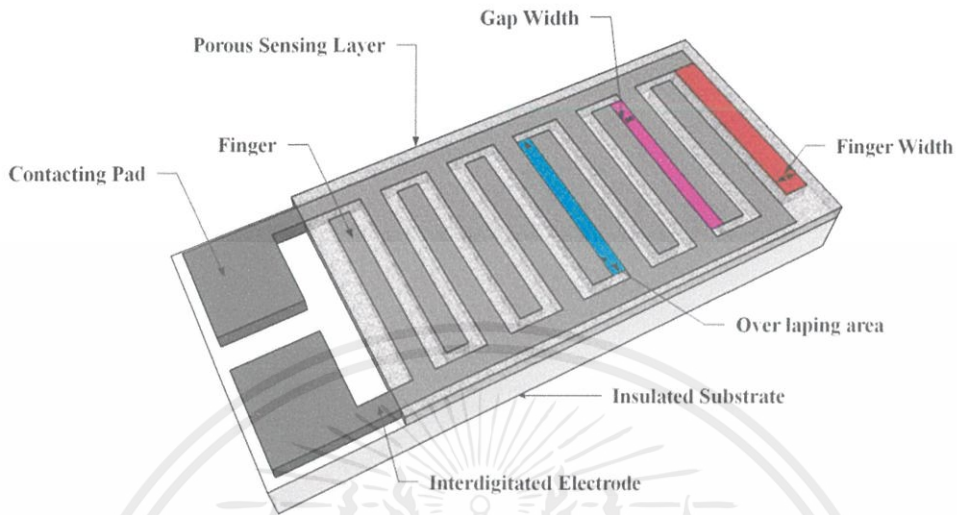 Gap Width
Porous Sensing Layer
Finger
Finger Width
Contacting Pad
Over laping area
Insulated Substrate
Interdigitated Electrode